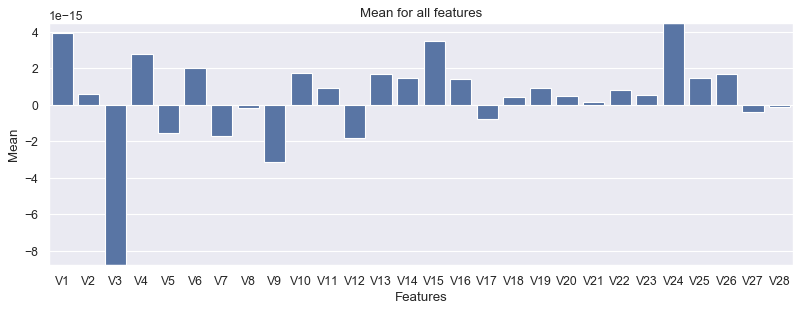 Mean for all features
1e−15
4
2
0
−2
−4
−6
−8
Mean
V1 V2 V3 V4 V5 V6 V7 V8 V9 V10 V11 V12 V13 V14 V15 V16 V17 V18 V19 V20 V21 V22 V23 V24 V25 V26 V27 V28
Features